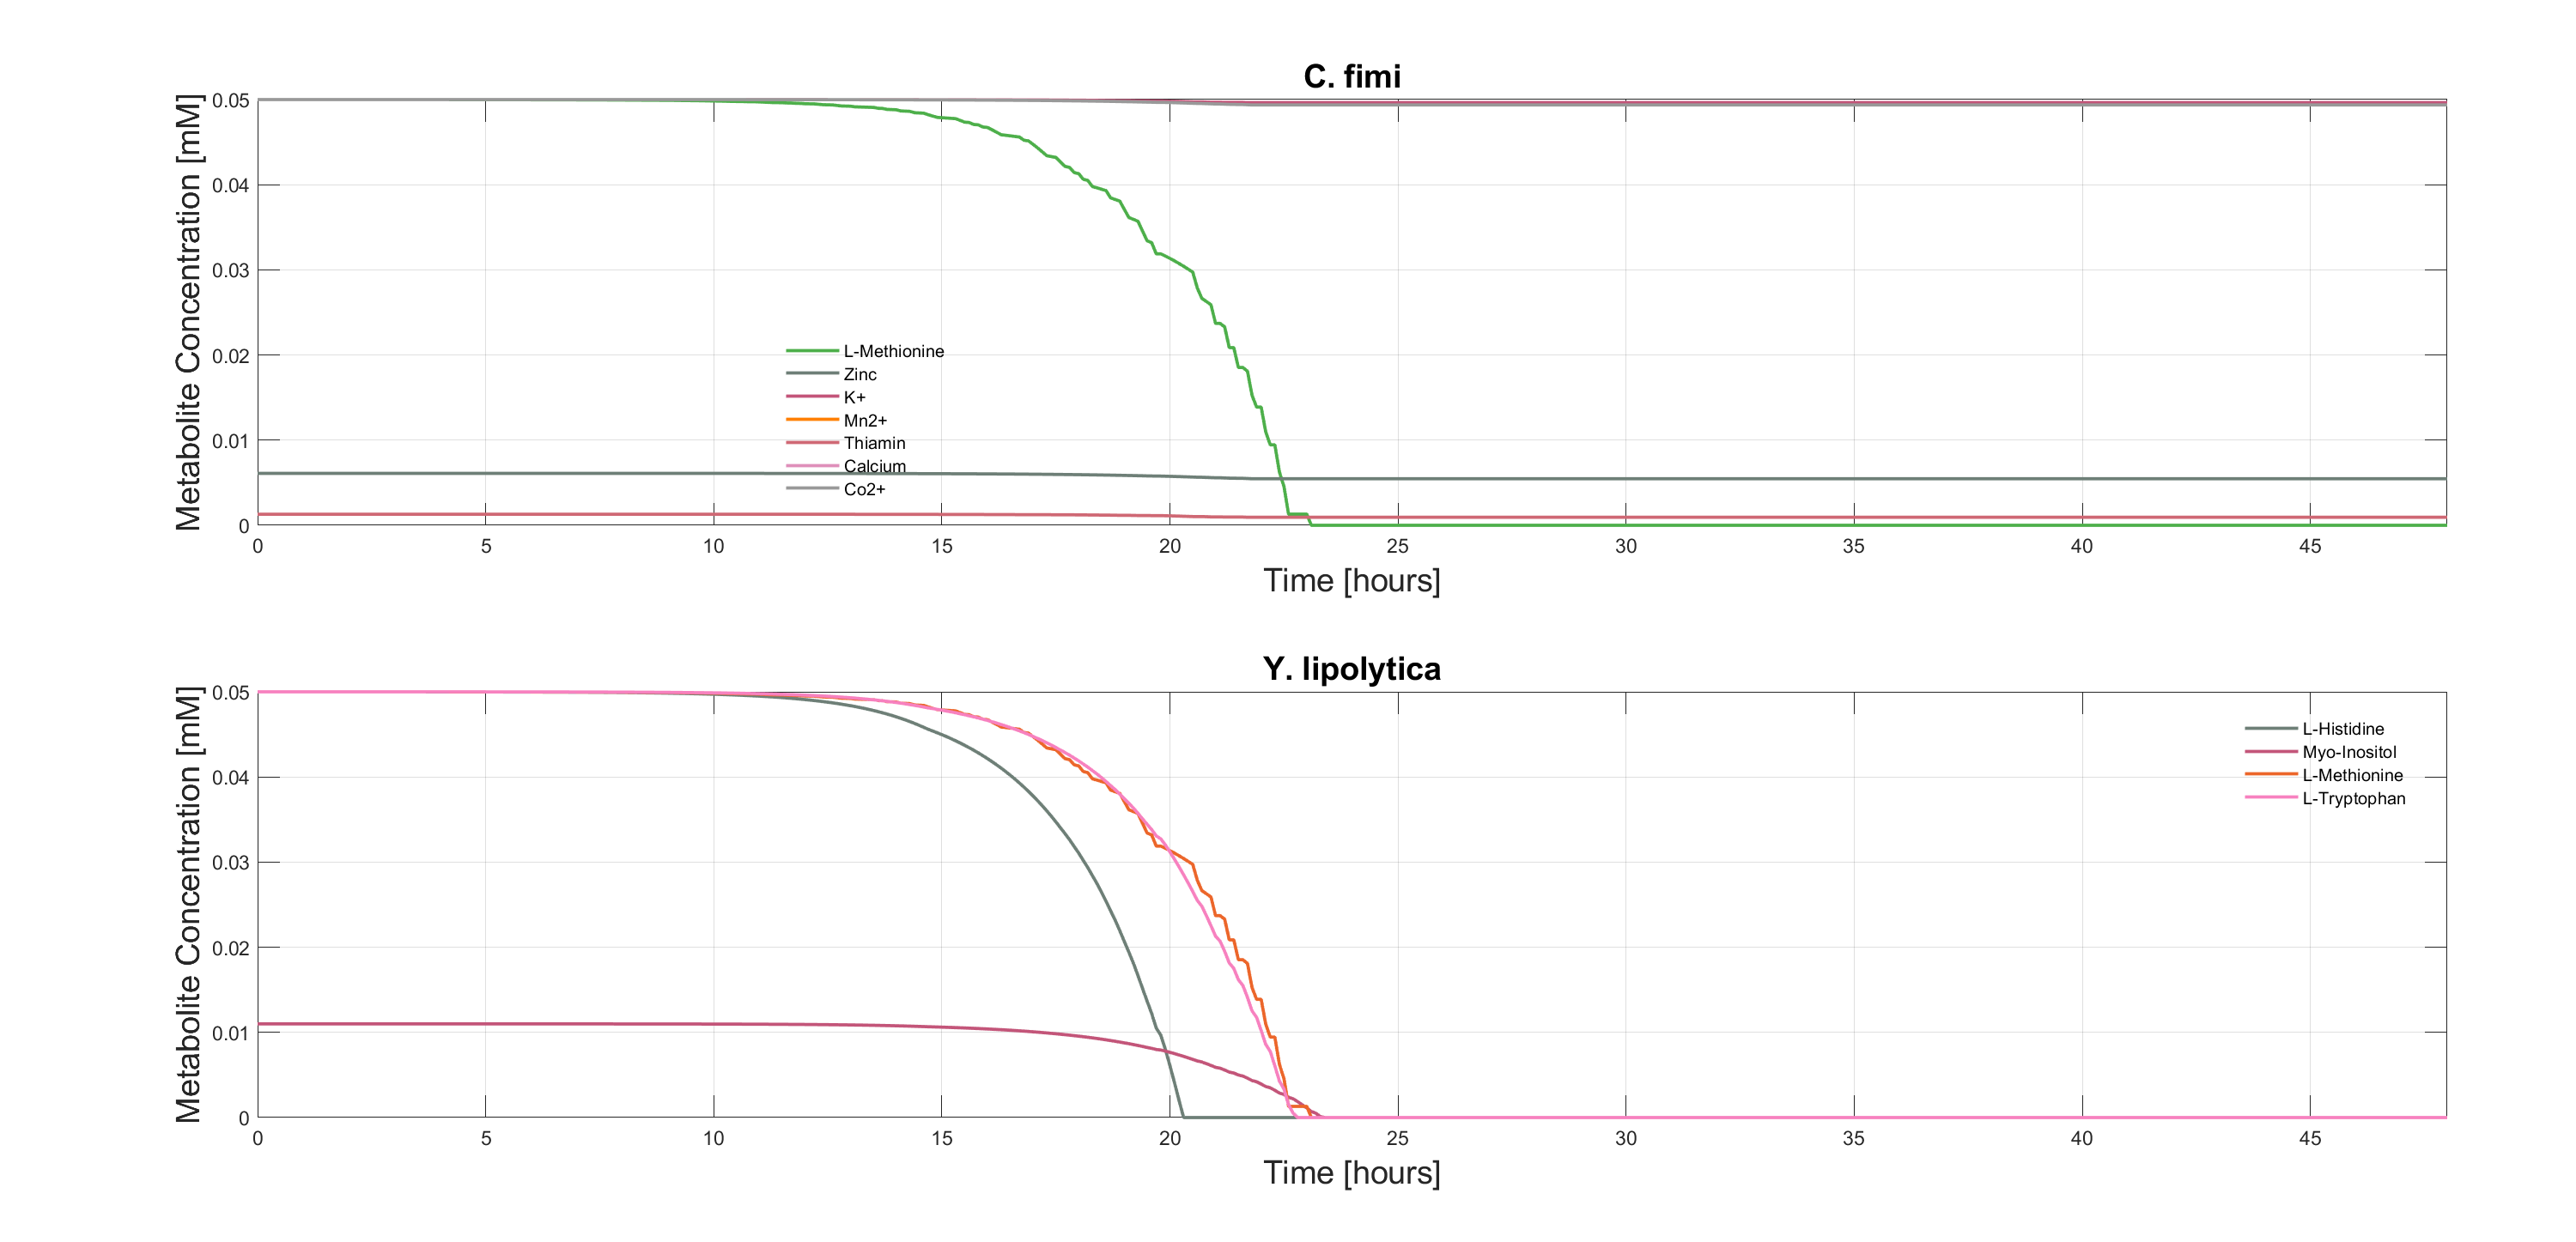 C. fimi
Metabolite Concentration [mM]
0.05
0.04
0.03
0.02
0.01
0
L-Methionine
Zinc
K+
Mn2+
Thiamin
Calcium
Co2+
0 5 10 15 20 25 30 35 40 45
Time [hours]
Y. lipolytica
Metabolite Concentration [mM]
0.05
0.04
0.03
0.02
0.01
0
L-Histidine
Myo-Inositol
L-Methionine
L-Tryptophan
0 5 10 15 20 25 30 35 40 45
Time [hours]